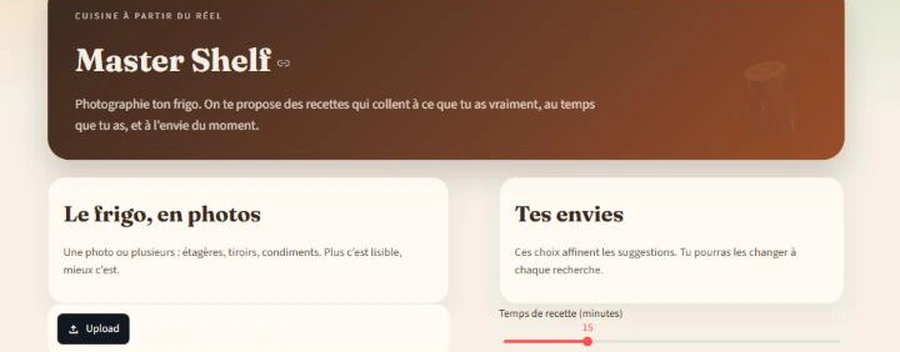 CUISINE À PARTIR DU RÉEL
Master Shelf
Photographie ton frigo. On te propose des recettes qui collent à ce que tu as vraiment, au temps
que tu as, et à l'envie du moment.
Le frigo, en photos
Une photo ou plusieurs : étagères, tiroirs, condiments. Plus c'est lisible,
mieux c'est.
Upload
Tes envies
Ces choix affinent les suggestions. Tu pourras les changer à
chaque recherche.
Temps de recette (minutes)
15